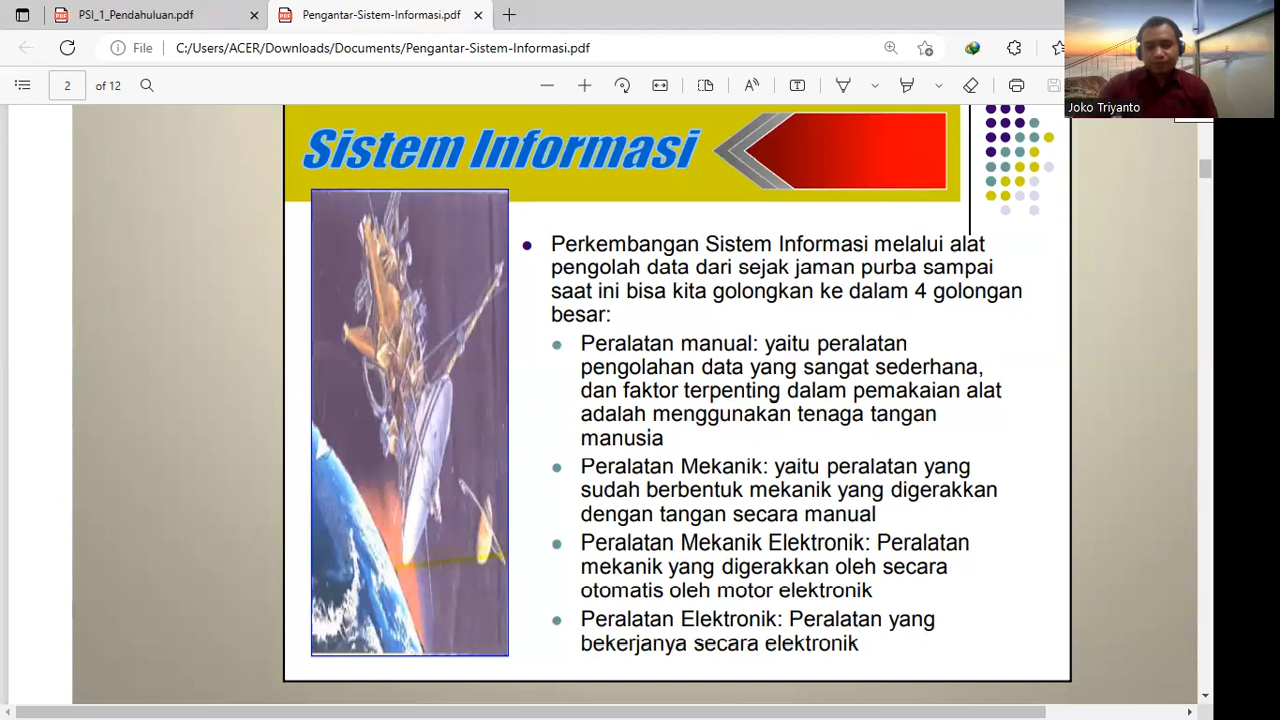 PSI_1_Pendahuluan.pdf
Pengantar-Sistem-Informasi.pdf
File
C:/Users/ACER/Downloads/Documents/Pengantar-Sistem-Informasi.pdf
2
of 12
Joko Triyanto
Sistem Informasi
Perkembangan Sistem Informasi melalui alat
pengolah data dari sejak jaman purba sampai
saat ini bisa kita golongkan ke dalam 4 golongan
besar:
Peralatan manual: yaitu peralatan
pengolahan data yang sangat sederhana,
dan faktor terpenting dalam pemakaian alat
adalah menggunakan tenaga tangan
manusia
Peralatan Mekanik: yaitu peralatan yang
sudah berbentuk mekanik yang digerakkan
dengan tangan secara manual
Peralatan Mekanik Elektronik: Peralatan
mekanik yang digerakkan oleh secara
otomatis oleh motor elektronik
Peralatan Elektronik: Peralatan yang
bekerjanya secara elektronik